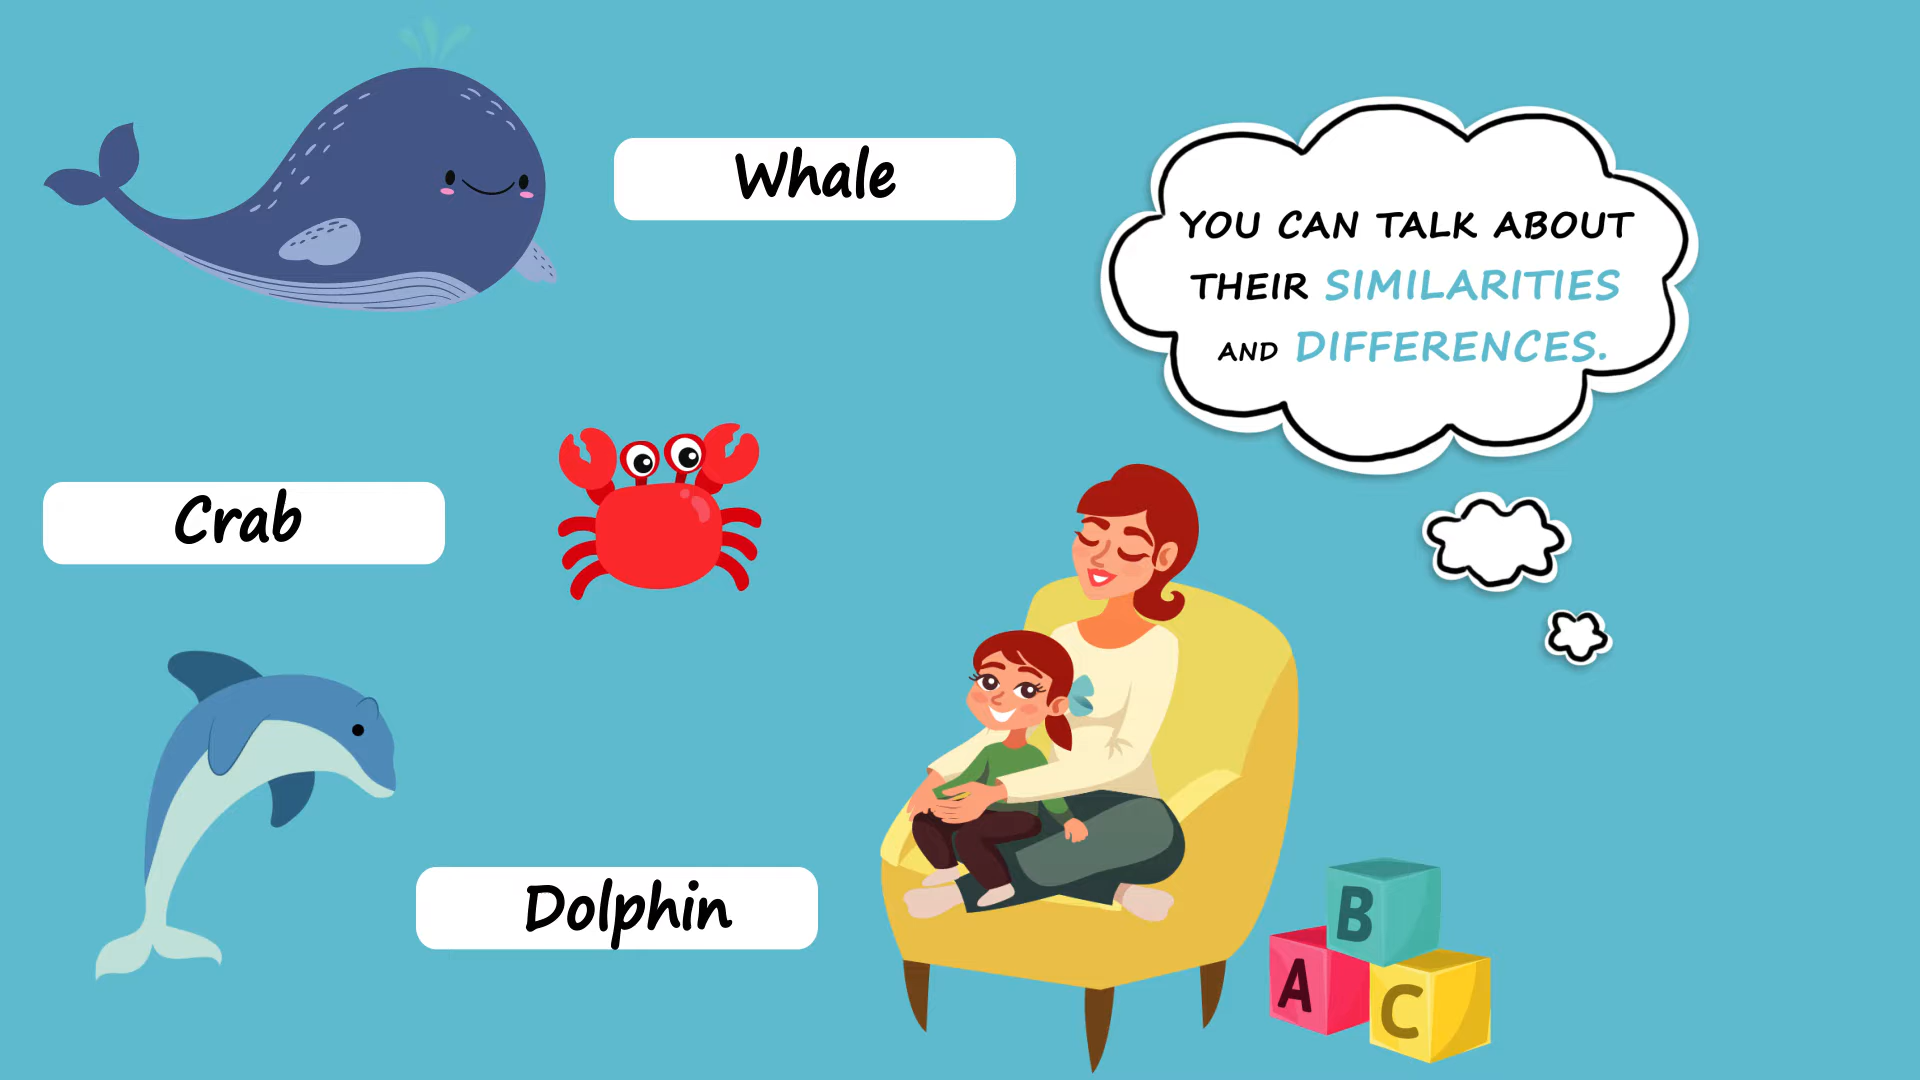 Whale
YOU CAN TALK ABOUT
THEIR SIMILARITIES
AND DIFFERENCES.
Crab
Dolphin
B
A
C